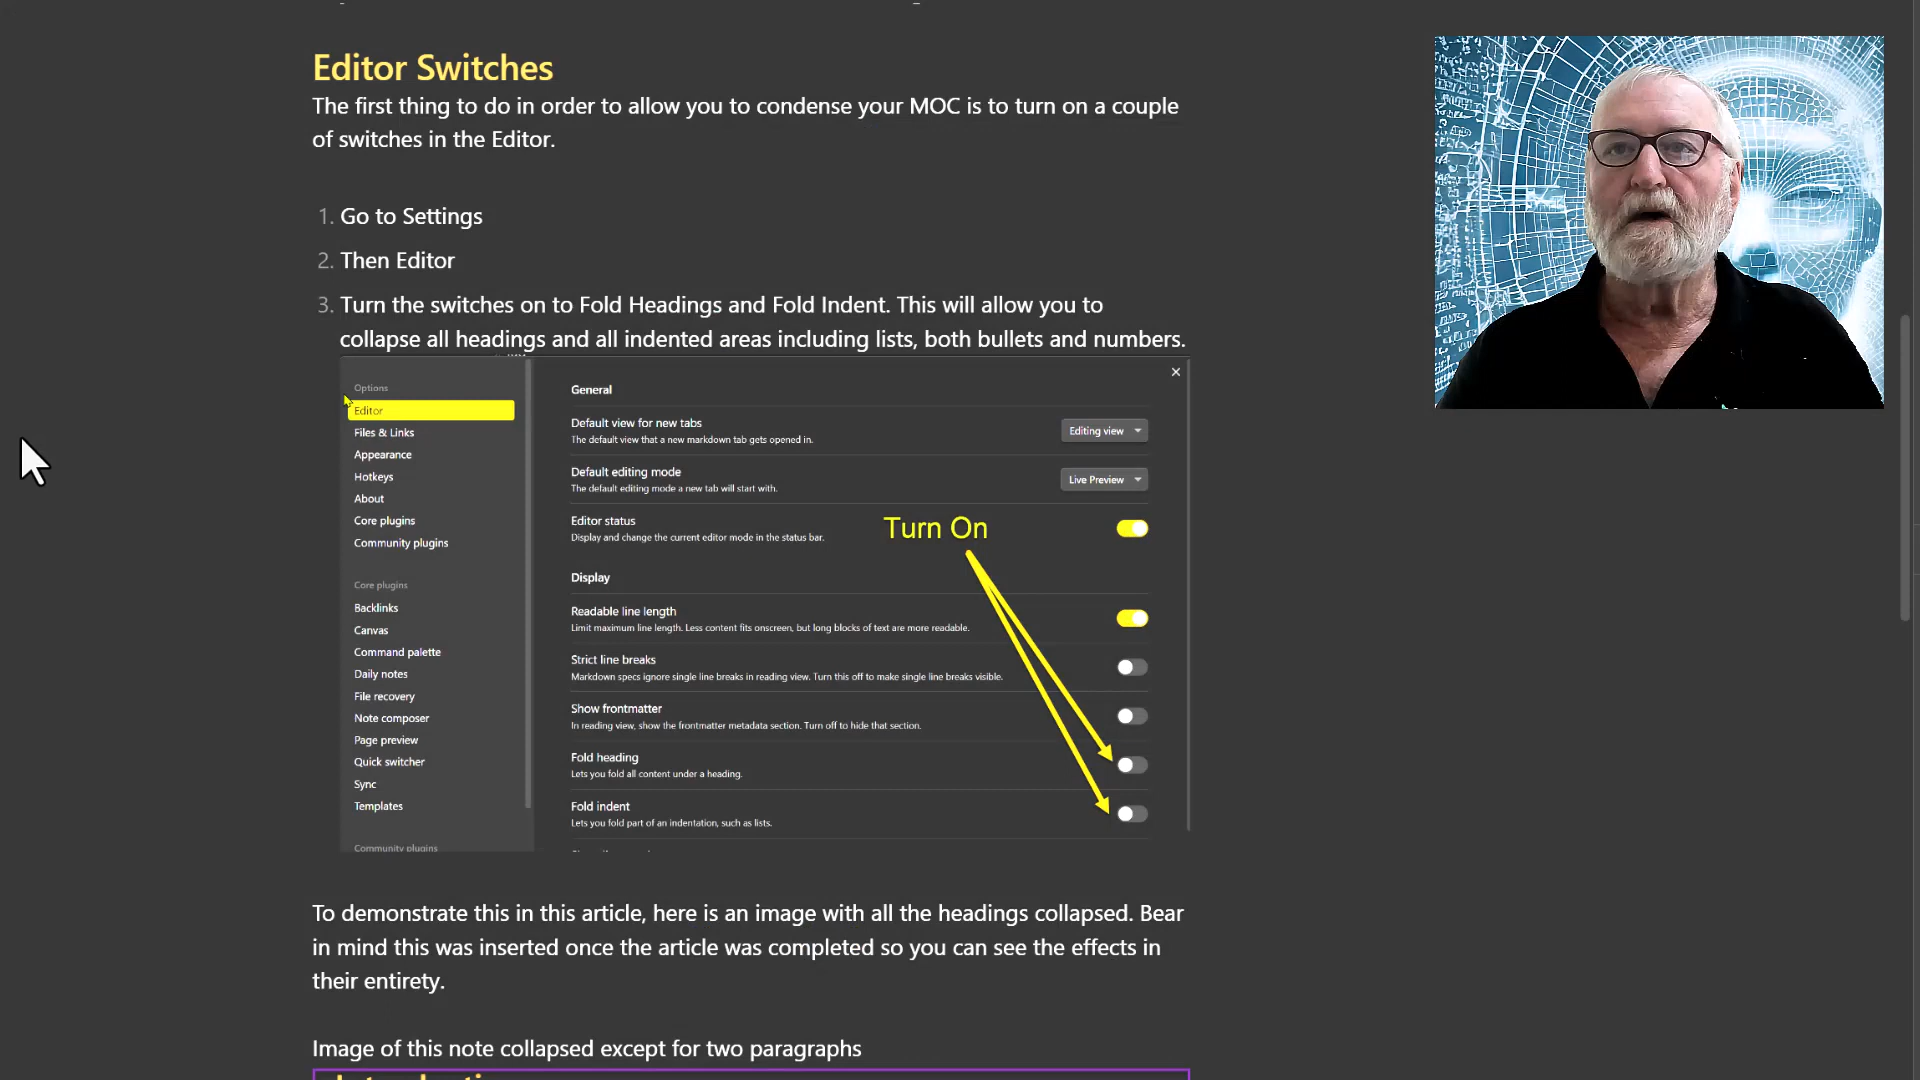 Editor Switches
The first thing to do in order to allow you to condense your MOC is to turn on a couple
of switches in the Editor.
1. Go to Settings
2. Then Editor
3. Turn the switches on to Fold Headings and Fold Indent. This will allow you to
collapse all headings and all indented areas including lists, both bullets and numbers.
Options
Editor
Files & Links
Appearance
Hotkeys
About
Core plugins
Community plugins
Core plugins
Backlinks
Canvas
Command palette
Daily notes
File recovery
Note composer
Page preview
Quick switcher
Sync
Templates
Community plugins
General
Default view for new tabs
The default view that a new markdown tab gets opened in.
Editing view
Default editing mode
The default editing mode a new tab will start with.
Live Preview
Editor status
Display and change the current editor mode in the status bar.
Turn On
Display
Readable line length
Limit maximum line length. Less content fits onscreen, but long blocks of text are more readable.
Strict line breaks
Markdown specs ignore single line breaks in reading view. Turn this off to make single line breaks visible.
Show frontmatter
In reading view, show the frontmatter metadata section. Turn off to hide that section.
Fold heading
Lets you fold all content under a heading.
Fold indent
Lets you fold part of an indentation, such as lists.
To demonstrate this in this article, here is an image with all the headings collapsed. Bear
in mind this was inserted once the article was completed so you can see the effects in
their entirety.
Image of this note collapsed except for two paragraphs